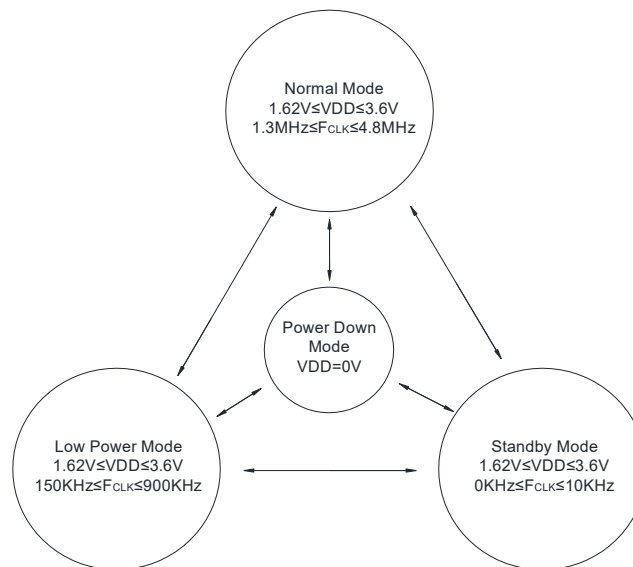 Normal Mode
1.62V≤VDD≤3.6V
1.3MHz≤FCLK≤4.8MHz
Power Down
Mode
VDD=0V
Low Power Mode
1.62V≤VDD≤3.6V
150KHz≤FCLK≤900KHz
Standby Mode
1.62V≤VDD≤3.6V
0KHz≤FCLK≤10KHz